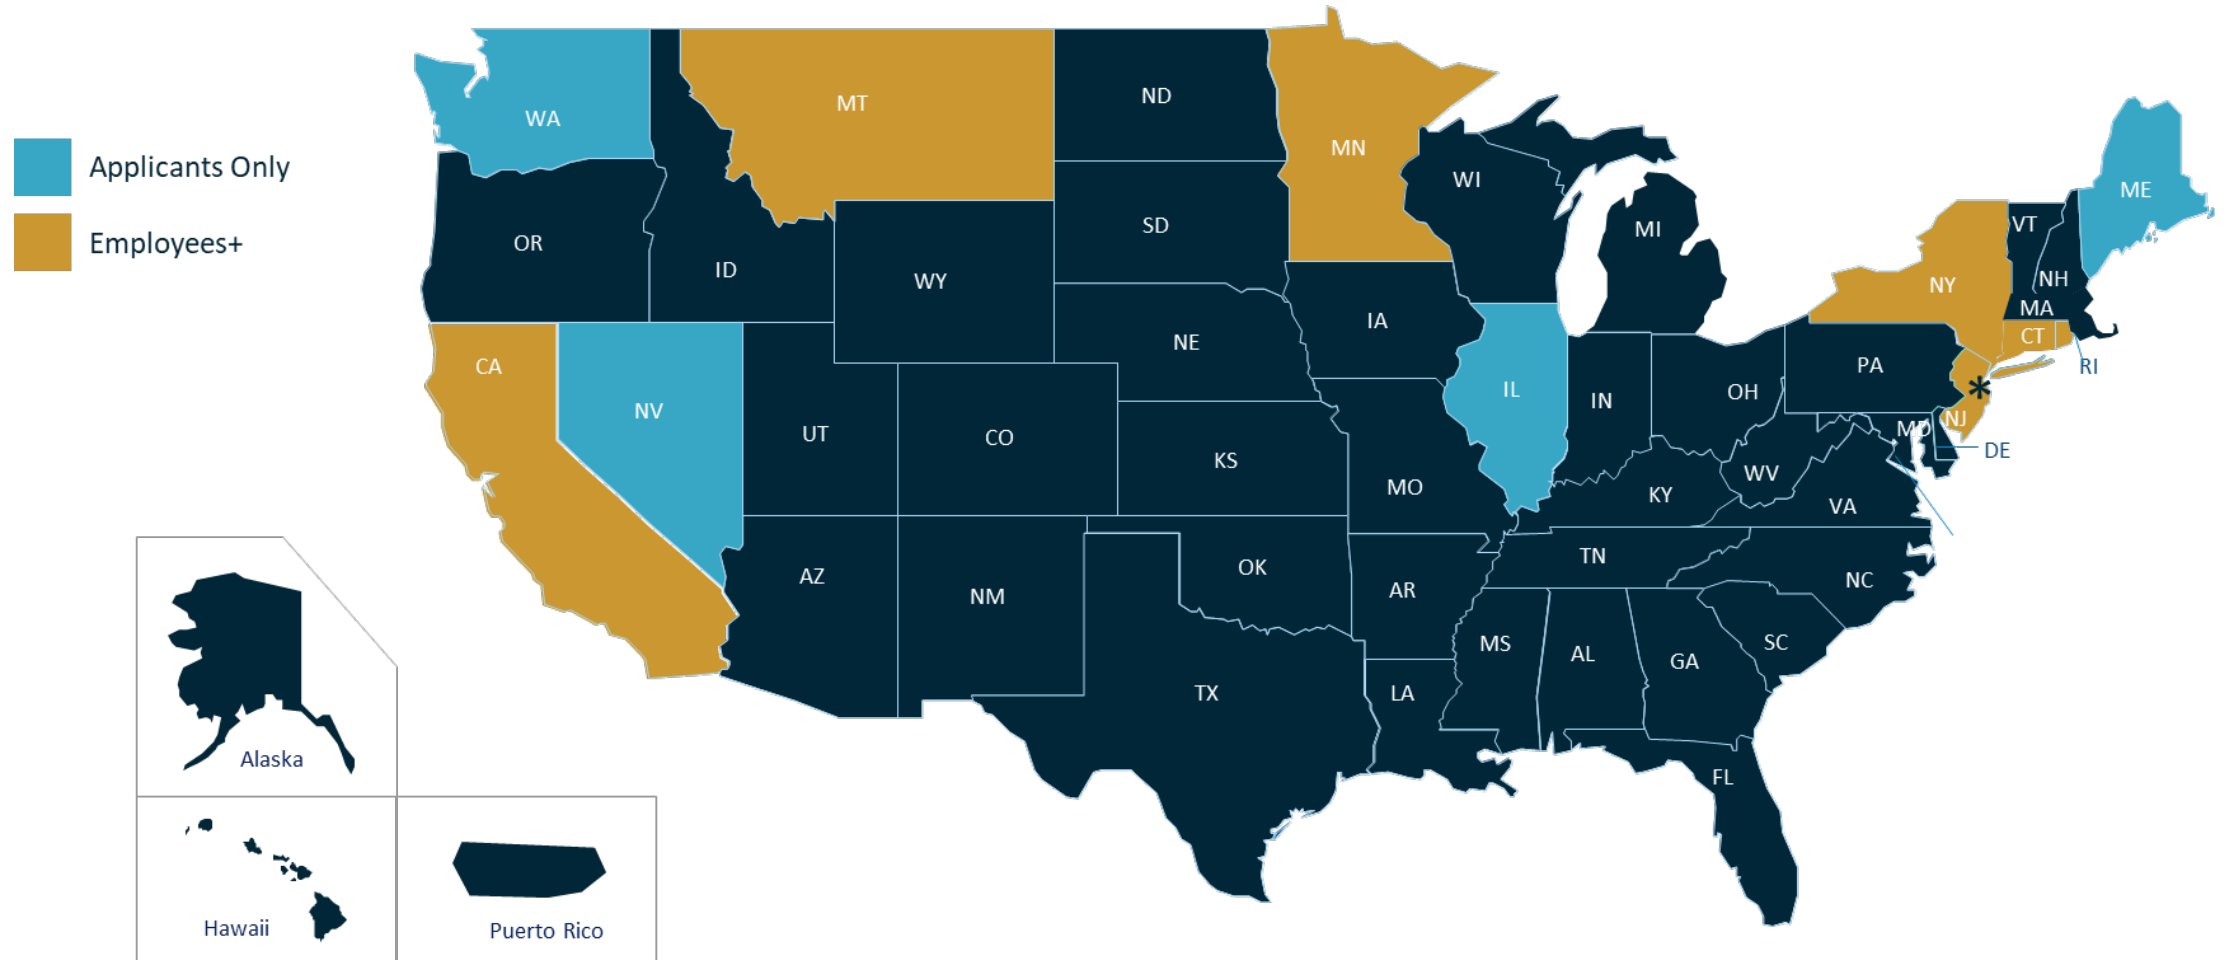 Applicants Only
Employees+
WA
MT
ND
MN
OR
ID
WY
SD
WI
MI
ME
VT
NH
NY
MA
CT
RI
CA
NV
UT
CO
NE
IA
IL
IN
OH
PA
*
NJ
MD
DE
KS
MO
KY
WV
VA
AZ
NM
OK
AR
TN
NC
TX
LA
MS
AL
GA
SC
FL
Alaska
Hawaii
Puerto Rico